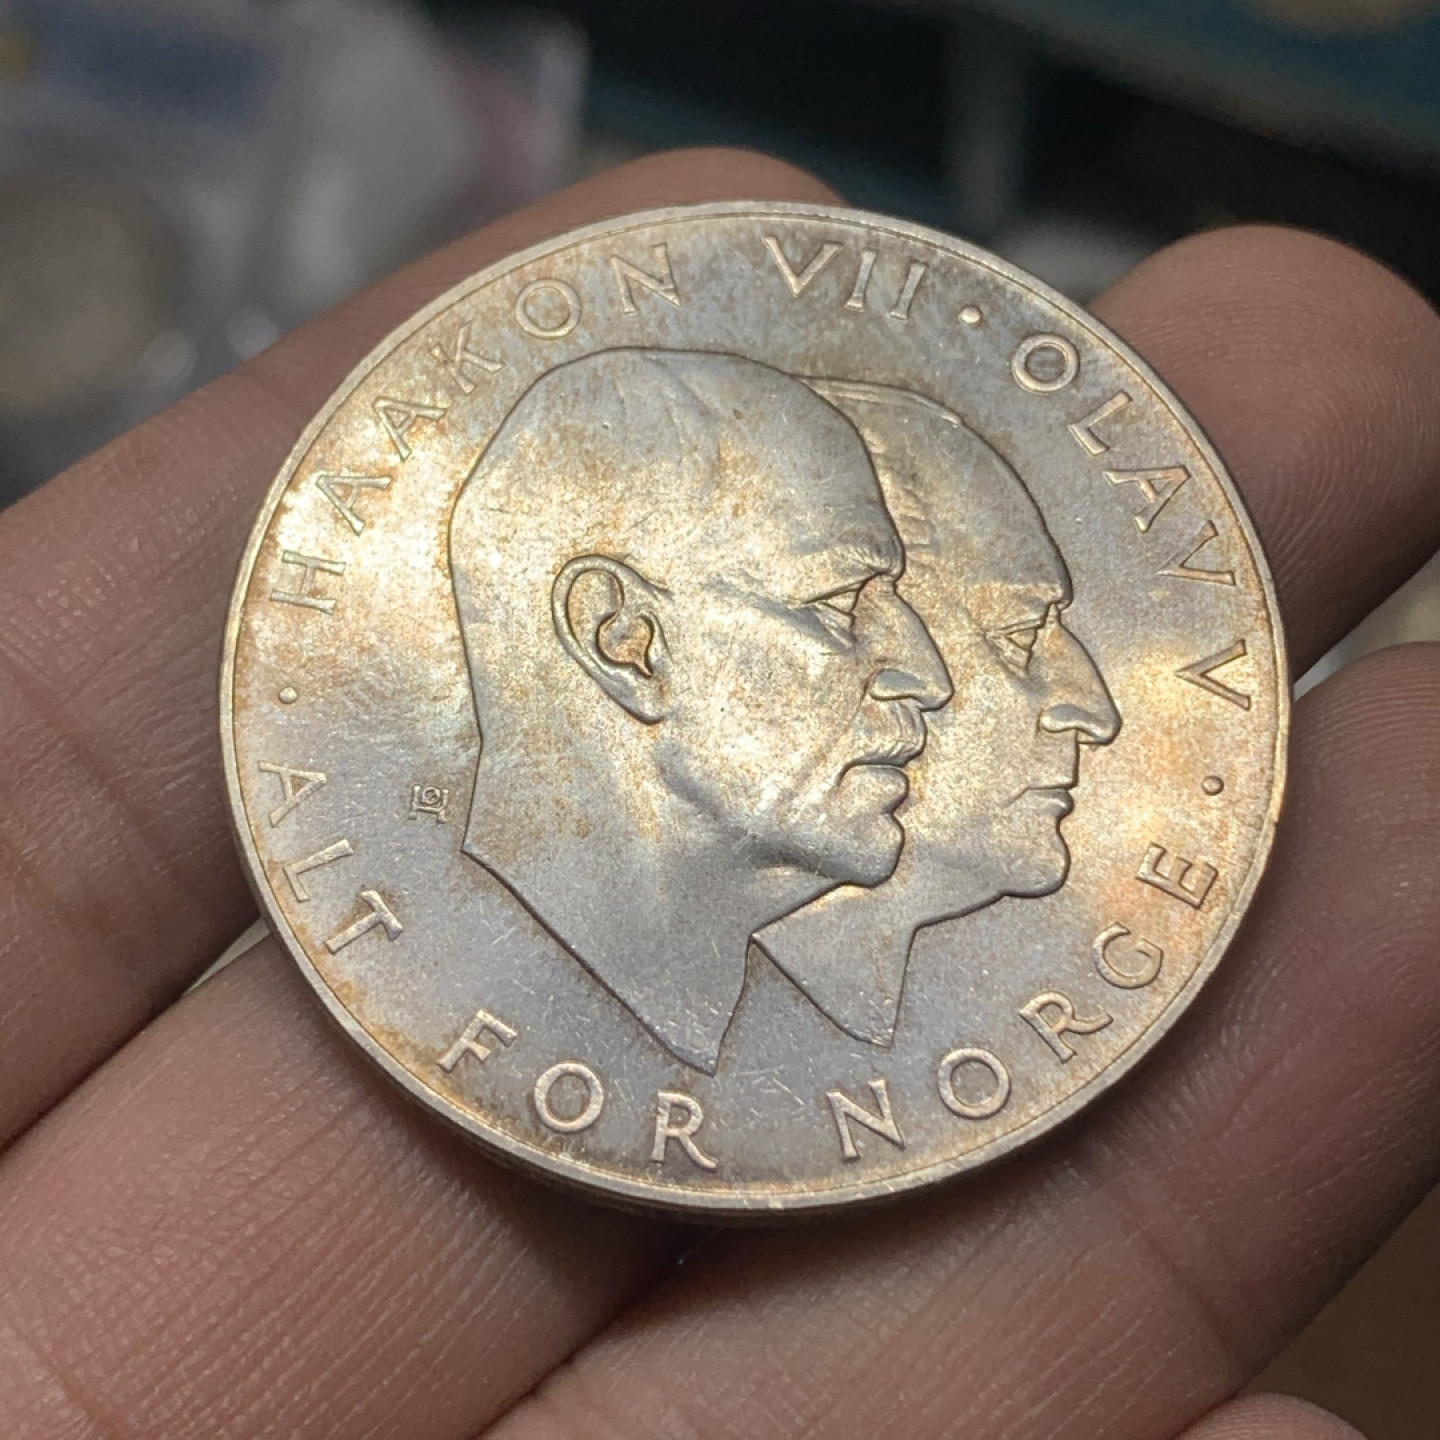 · HAAKON VII · OLAV V ·
ALT FOR NORGE